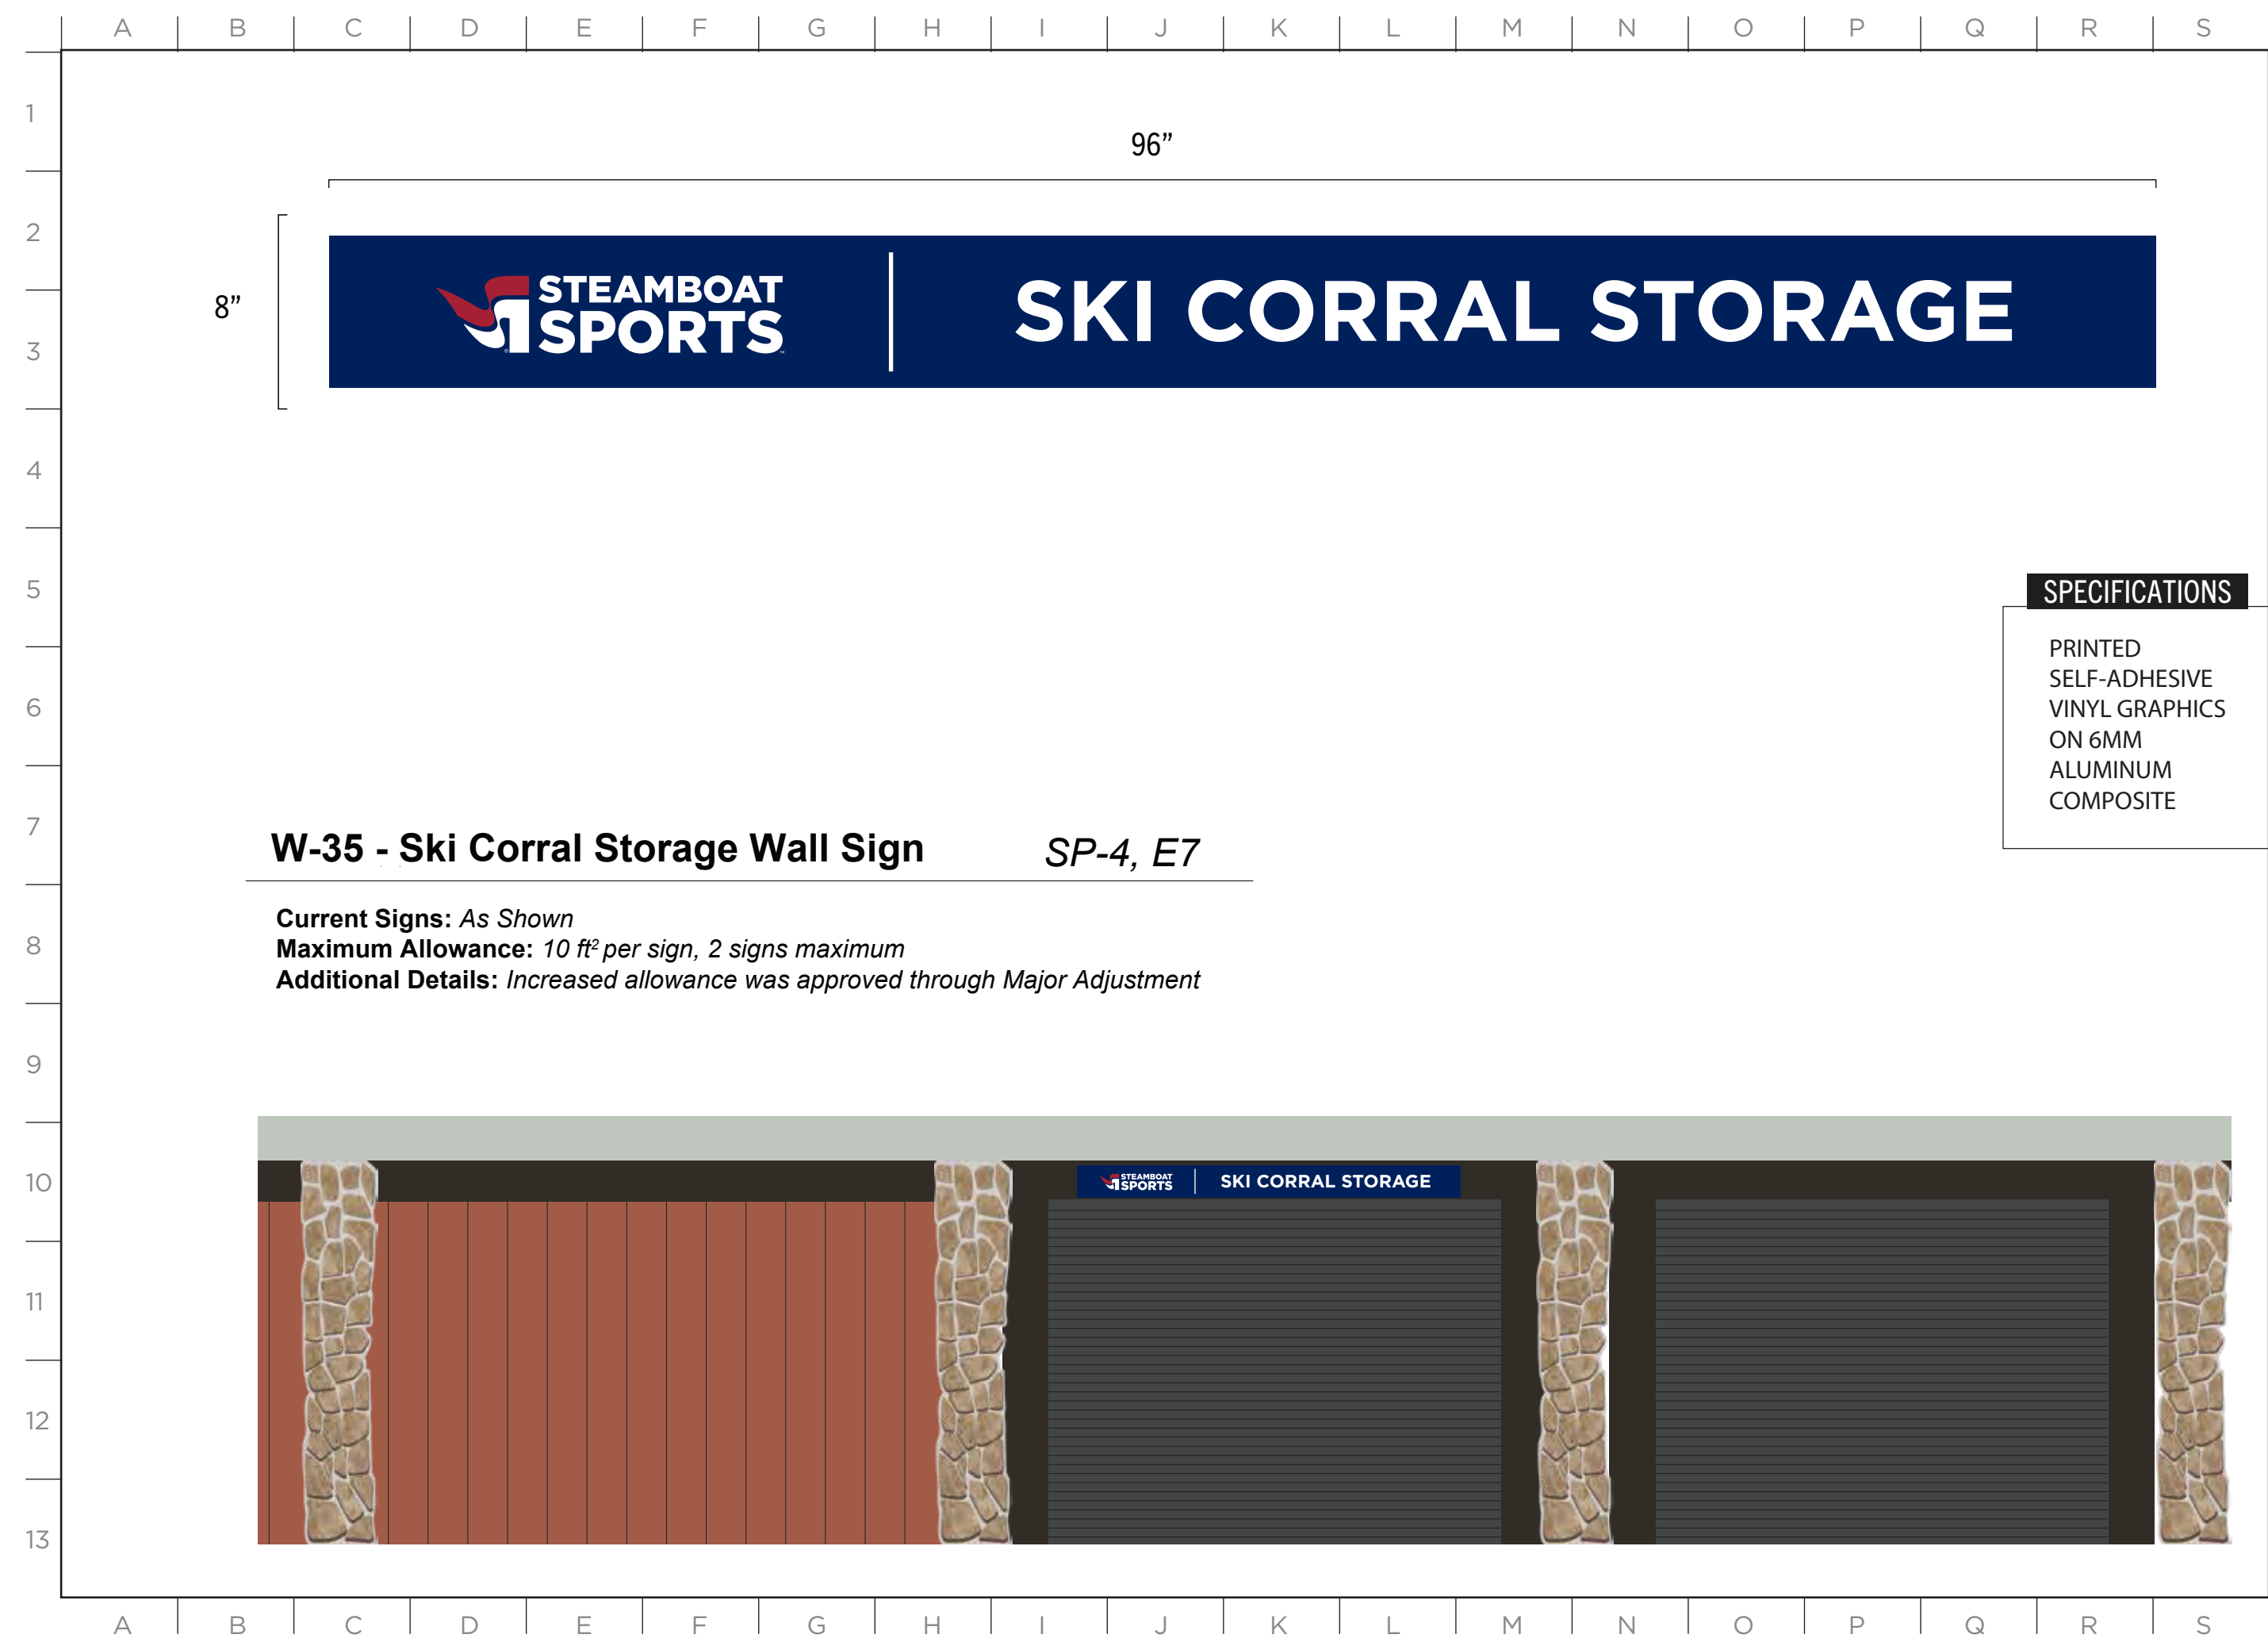 A B C D E F G H I J K L M N O P Q R S
1
96”
2
8”
STEAMBOAT
SPORTS™
SKI CORRAL STORAGE
3
4
5
SPECIFICATIONS
PRINTED
SELF-ADHESIVE
VINYL GRAPHICS
ON 6MM
ALUMINUM
COMPOSITE
6
7
W-35 - Ski Corral Storage Wall Sign SP-4, E7
Current Signs: As Shown
Maximum Allowance: 10 ft² per sign, 2 signs maximum
Additional Details: Increased allowance was approved through Major Adjustment
8
9
10
STEAMBOAT
SPORTS
SKI CORRAL STORAGE
11
12
13
A B C D E F G H I J K L M N O P Q R S